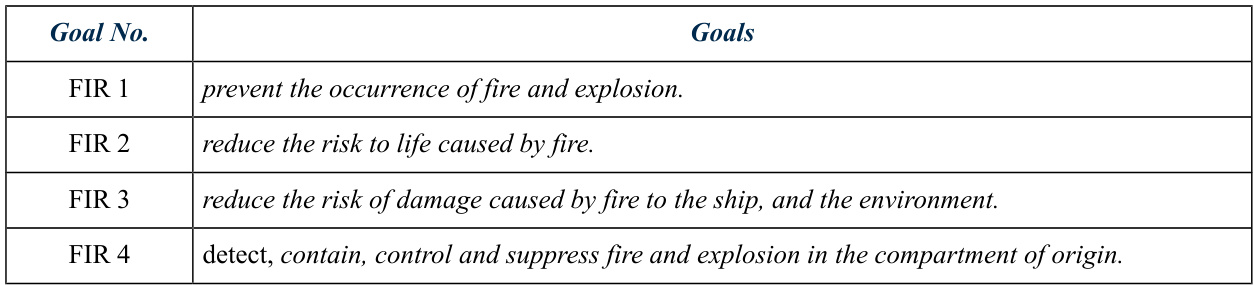 Goal No. Goals
FIR 1 prevent the occurrence of fire and explosion.
FIR 2 reduce the risk to life caused by fire.
FIR 3 reduce the risk of damage caused by fire to the ship, and the environment.
FIR 4 detect, contain, control and suppress fire and explosion in the compartment of origin.